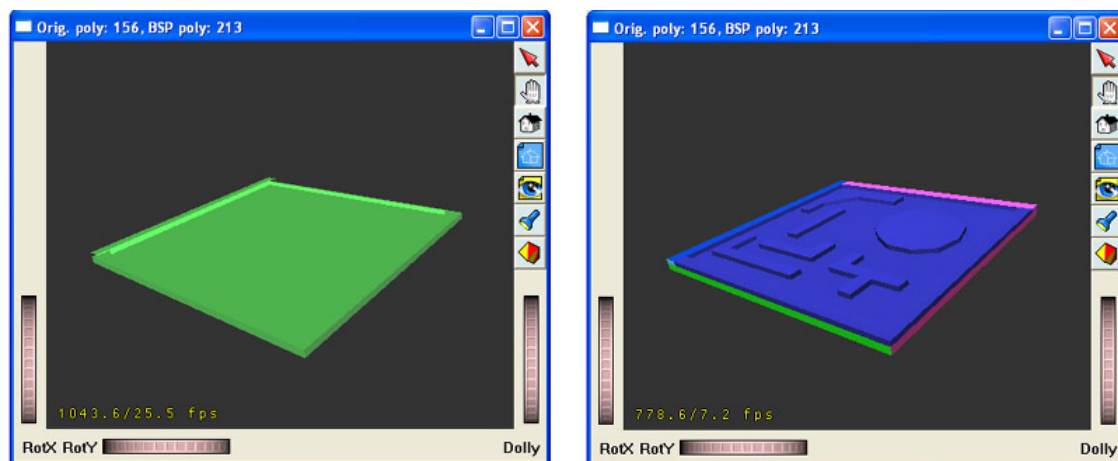 Orig. poly: 156, BSP poly: 213
1043.6/25.5 fps
RotX RotY
Dolly
Orig. poly: 156, BSP poly: 213
778.6/7.2 fps
RotX RotY
Dolly